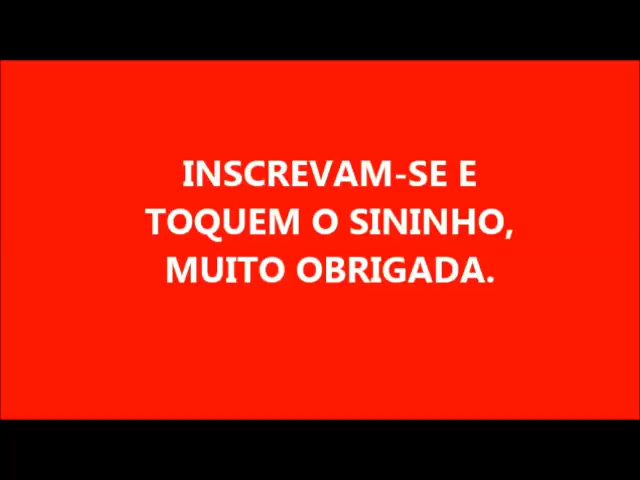 INSCREVAM-SE E
TOQUEM O SININHO,
MUITO OBRIGADA.